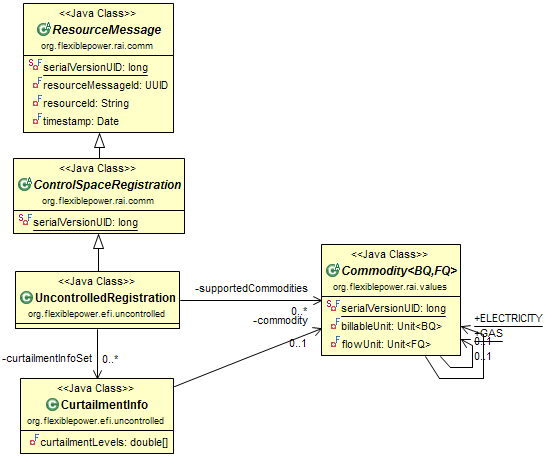 <<Java Class>>
ResourceMessage
org.flexiblepower.rai.comm
serialVersionUID: long
resourceMessageId: UUID
resourceId: String
timestamp: Date
<<Java Class>>
ControlSpaceRegistration
org.flexiblepower.rai.comm
serialVersionUID: long
<<Java Class>>
UncontrolledRegistration
org.flexiblepower.efi.uncontrolled
-supportedCommodities
0..*
-commodity
0..1
<<Java Class>>
Commodity<BQ,FQ>
org.flexiblepower.rai.values
serialVersionUID: long
billableUnit: Unit<BQ>
flowUnit: Unit<FQ>
+ELECTRICITY
+GAS
0..1
0..1
-curtailmentInfoSet
0..*
<<Java Class>>
CurtailmentInfo
org.flexiblepower.efi.uncontrolled
curtailmentLevels: double[]